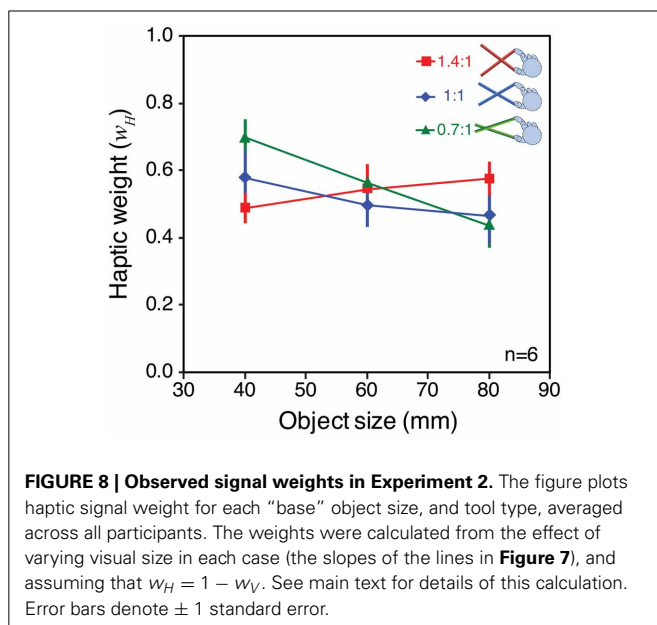 1.0
0.8
0.6
0.4
0.2
0.0
Haptic weight (w_H)
1.4:1
1:1
0.7:1
n=6
30 40 50 60 70 80 90
Object size (mm)
FIGURE 8 | Observed signal weights in Experiment 2. The figure plots
haptic signal weight for each “base” object size, and tool type, averaged
across all participants. The weights were calculated from the effect of
varying visual size in each case (the slopes of the lines in Figure 7), and
assuming that w_H = 1 − w_V. See main text for details of this calculation.
Error bars denote ± 1 standard error.